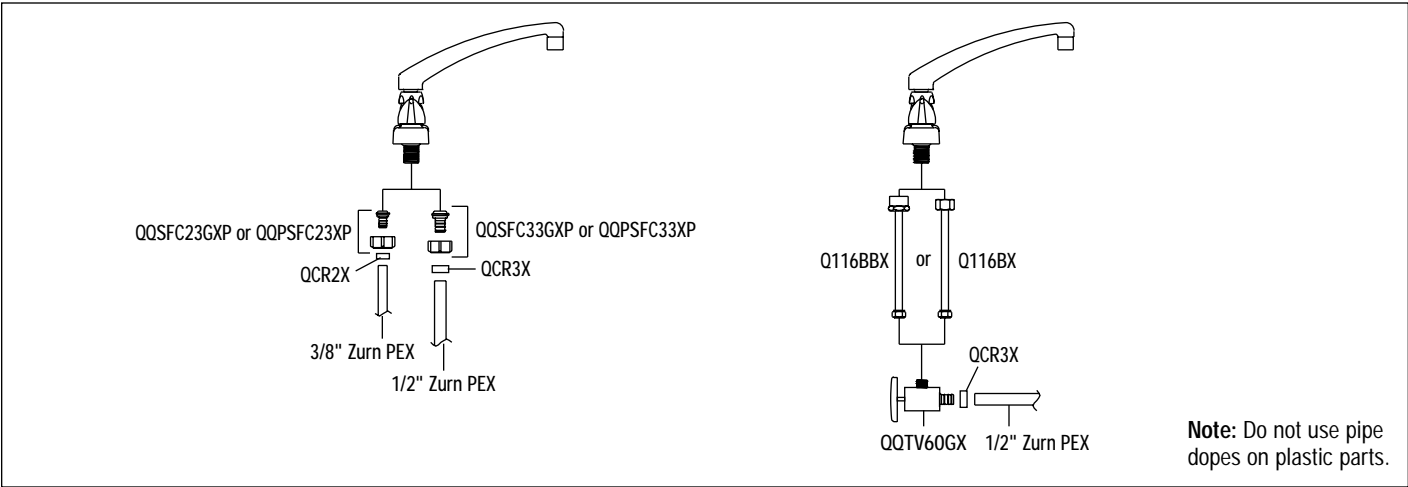 QQSFC23GXP or QQPSFC23XP
QQSFC33GXP or QQPSFC33XP
QCR2X
QCR3X
3/8" Zurn PEX
1/2" Zurn PEX
Q116BBX or Q116BX
QCR3X
QQTV60GX 1/2" Zurn PEX
Note: Do not use pipe
dopes on plastic parts.